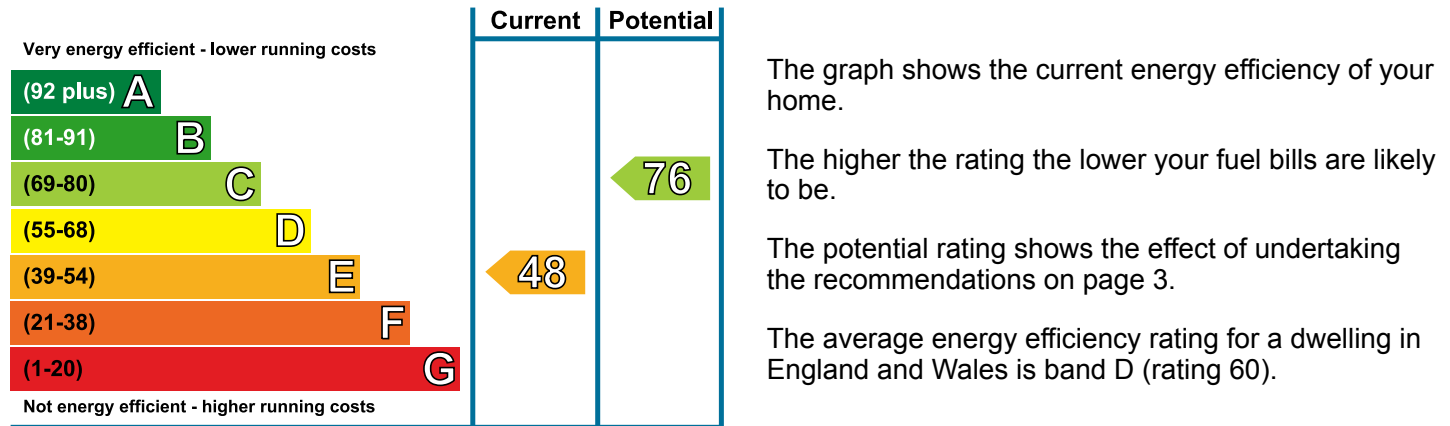 Current Potential
Very energy efficient - lower running costs
(92 plus) A
(81-91) B
(69-80) C
76
(55-68) D
(39-54) E
48
(21-38) F
(1-20) G
Not energy efficient - higher running costs
The graph shows the current energy efficiency of your
home.
The higher the rating the lower your fuel bills are likely
to be.
The potential rating shows the effect of undertaking
the recommendations on page 3.
The average energy efficiency rating for a dwelling in
England and Wales is band D (rating 60).